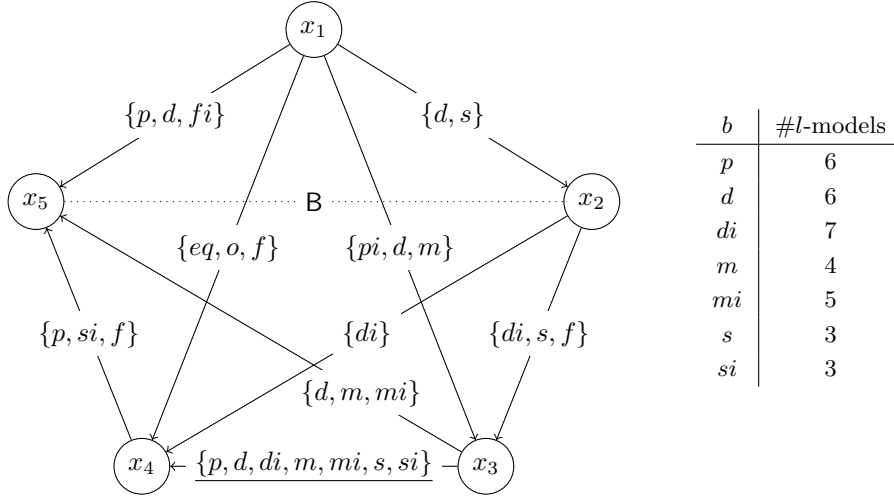 x₁
{p, d, fi}
{d, s}
x₅
B
x₂
{eq, o, f}
{pi, d, m}
{p, si, f}
{di}
{di, s, f}
{d, m, mi}
x₄
{p, d, di, m, mi, s, si}
x₃
b #l-models
p 6
d 6
di 7
m 4
mi 5
s 3
si 3